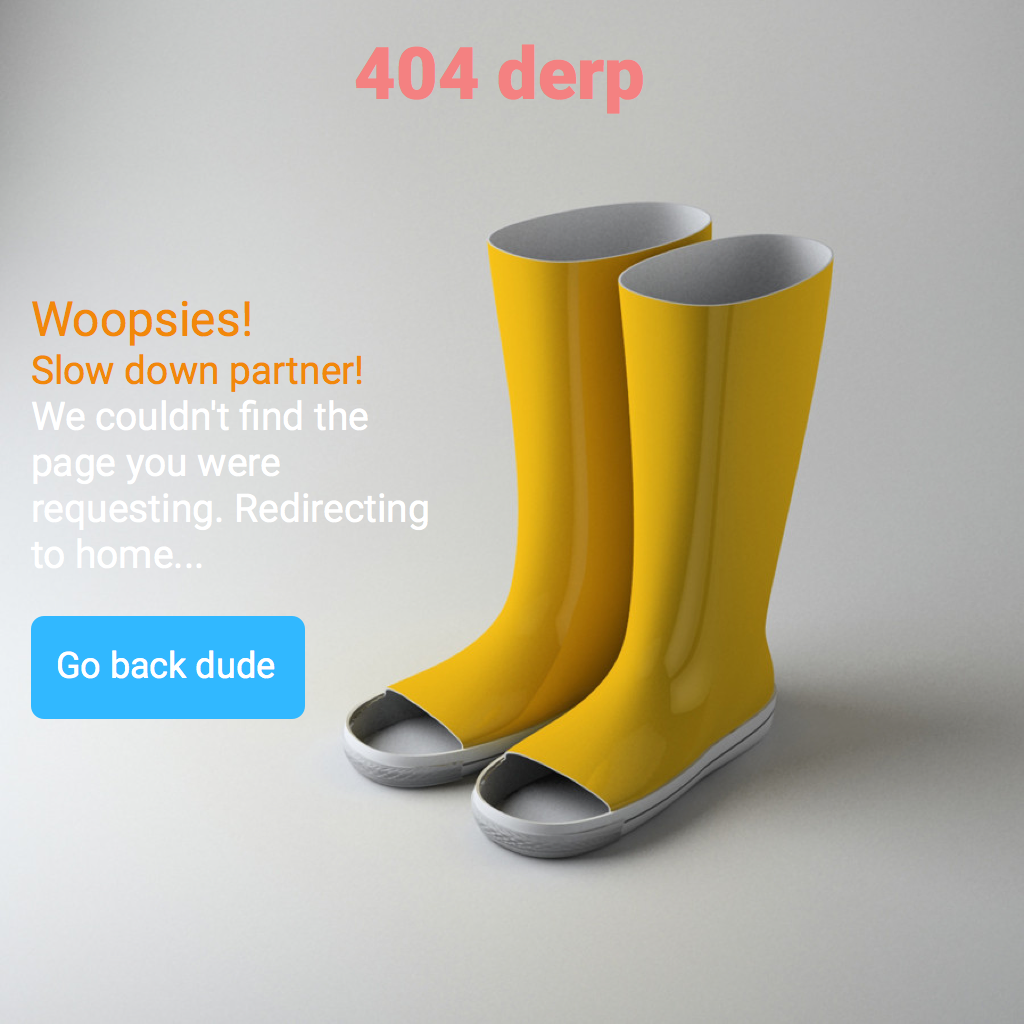 404 derp
Woopsies!
Slow down partner!
We couldn't find the
page you were
requesting. Redirecting
to home...
Go back dude